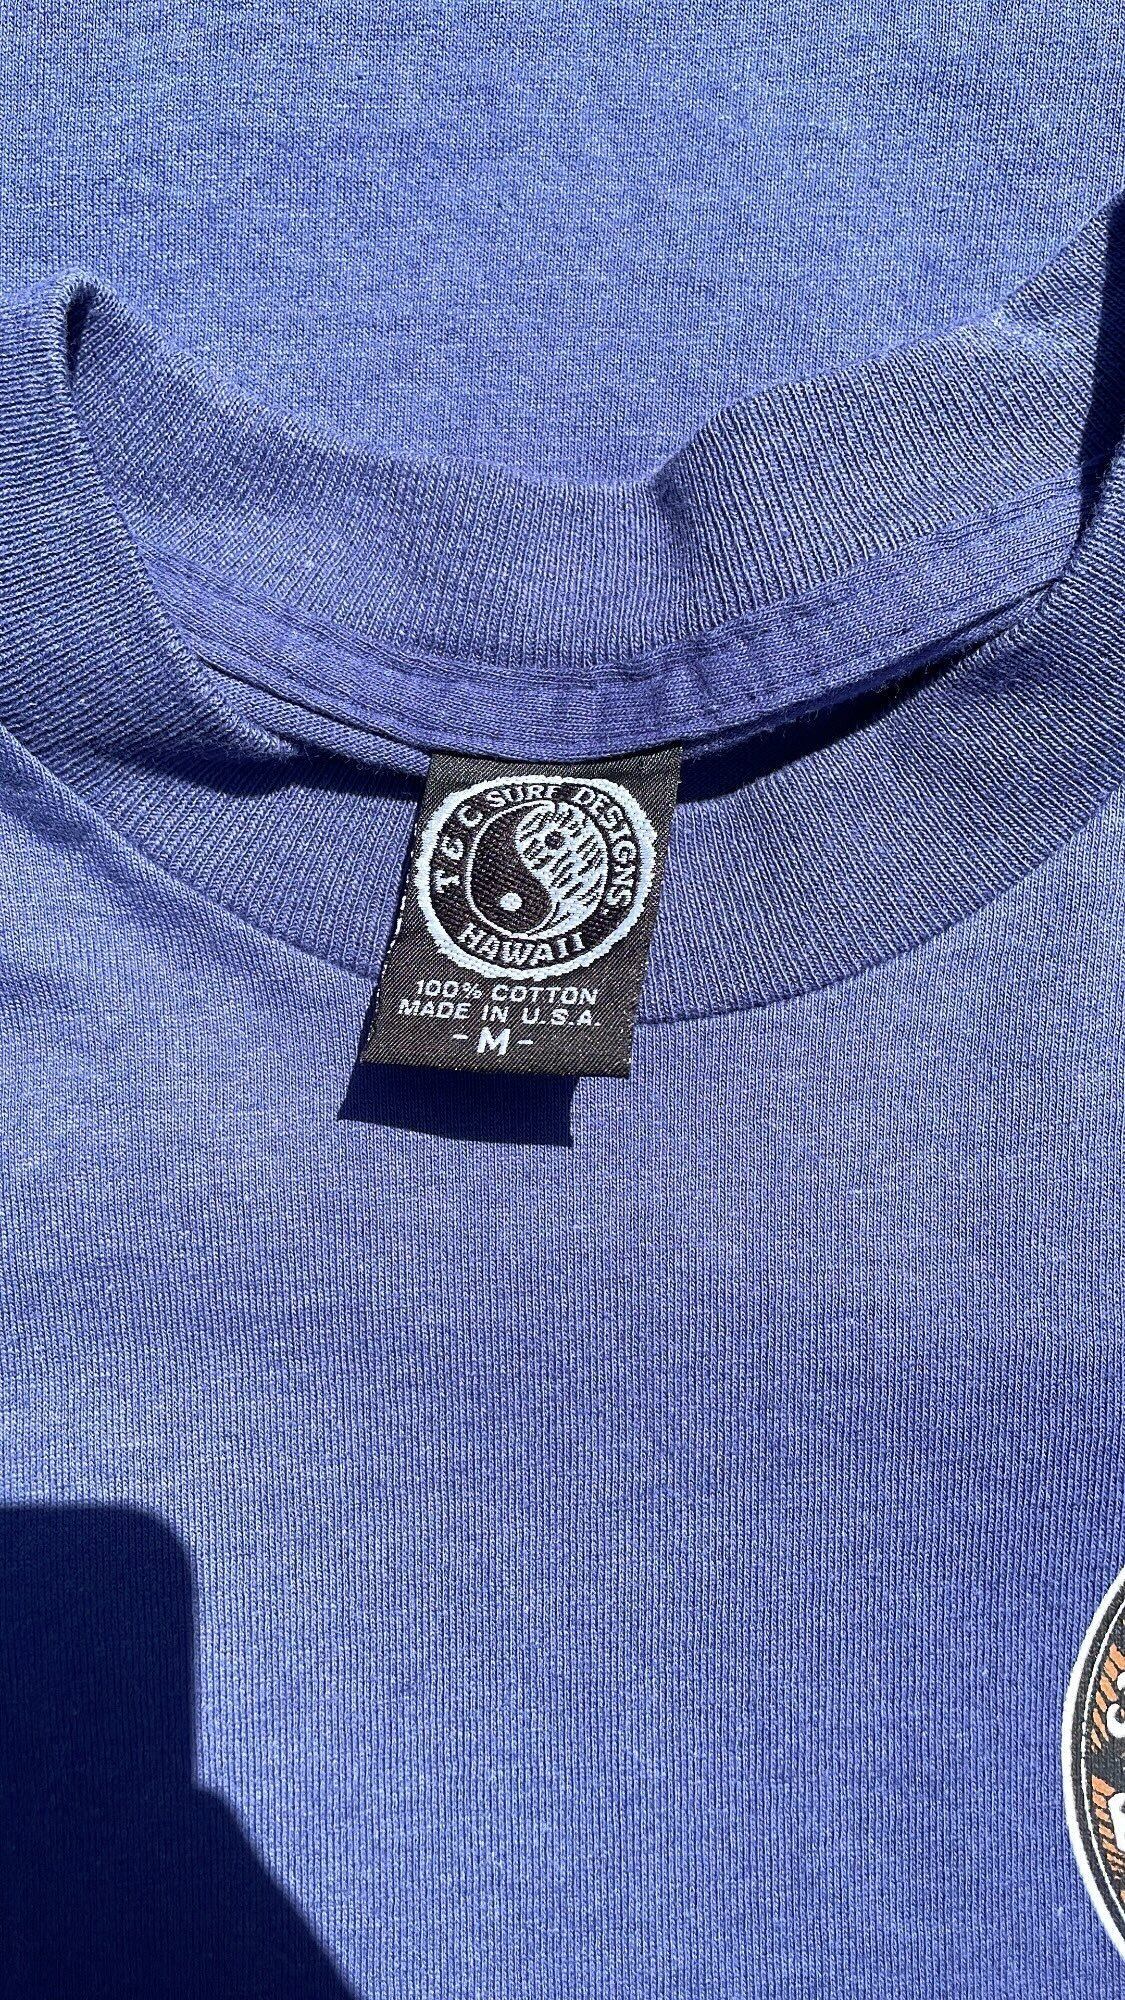 T&C SURF DESIGNS.
HAWAII
100% COTTON
MADE IN U.S.A.
-M-